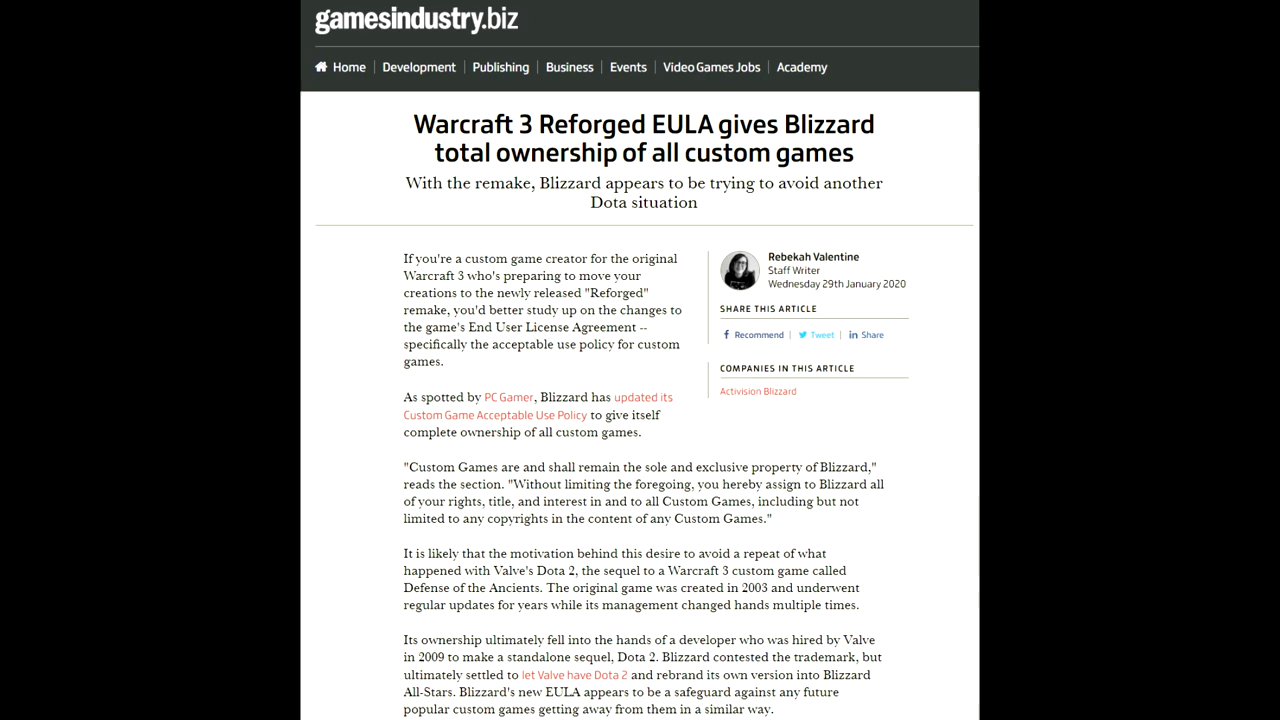 gamesindustry.biz
Home
Development
Publishing
Business
Events
Video Games Jobs
Academy
Warcraft 3 Reforged EULA gives Blizzard
total ownership of all custom games
With the remake, Blizzard appears to be trying to avoid another
Dota situation
If you're a custom game creator for the original
Warcraft 3 who's preparing to move your
creations to the newly released "Reforged"
remake, you'd better study up on the changes to
the game's End User License Agreement --
specifically the acceptable use policy for custom
games.
As spotted by PC Gamer, Blizzard has updated its
Custom Game Acceptable Use Policy to give itself
complete ownership of all custom games.
Rebekah Valentine
Staff Writer
Wednesday 29th January 2020
SHARE THIS ARTICLE
Recommend
Tweet
Share
COMPANIES IN THIS ARTICLE
Activision Blizzard
"Custom Games are and shall remain the sole and exclusive property of Blizzard,"
reads the section. "Without limiting the foregoing, you hereby assign to Blizzard all
of your rights, title, and interest in and to all Custom Games, including but not
limited to any copyrights in the content of any Custom Games."
It is likely that the motivation behind this desire to avoid a repeat of what
happened with Valve's Dota 2, the sequel to a Warcraft 3 custom game called
Defense of the Ancients. The original game was created in 2003 and underwent
regular updates for years while its management changed hands multiple times.
Its ownership ultimately fell into the hands of a developer who was hired by Valve
in 2009 to make a standalone sequel, Dota 2. Blizzard contested the trademark, but
ultimately settled to let Valve have Dota 2 and rebrand its own version into Blizzard
All-Stars. Blizzard's new EULA appears to be a safeguard against any future
popular custom games getting away from them in a similar way.